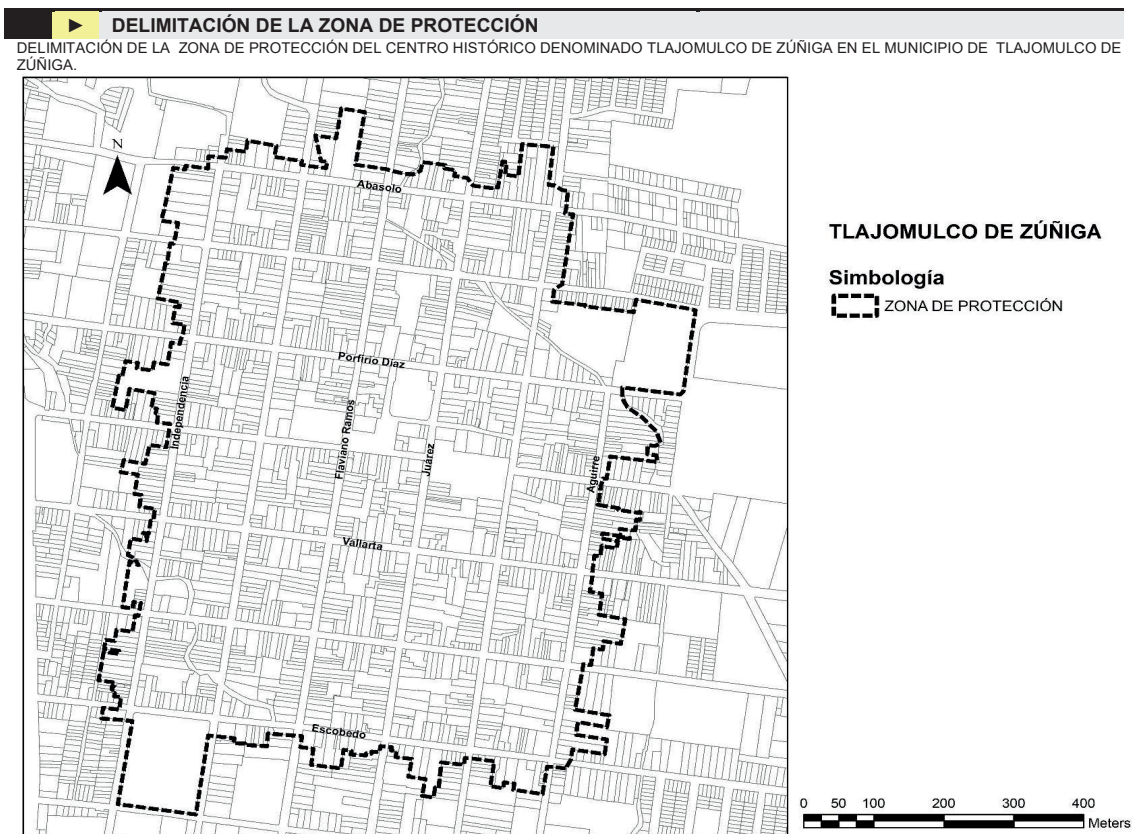 ► DELIMITACIÓN DE LA ZONA DE PROTECCIÓN
DELIMITACIÓN DE LA ZONA DE PROTECCIÓN DEL CENTRO HISTÓRICO DENOMINADO TLAJOMULCO DE ZÚÑIGA EN EL MUNICIPIO DE TLAJOMULCO DE
ZÚÑIGA.
N
Abasolo
TLAJOMULCO DE ZÚÑIGA
Simbología
ZONA DE PROTECCIÓN
Porfirio Díaz
Independencia
Flaviano Ramos
Juárez
Aguirre
Vallarta
Escobedo
0 50 100 200 300 400
Meters